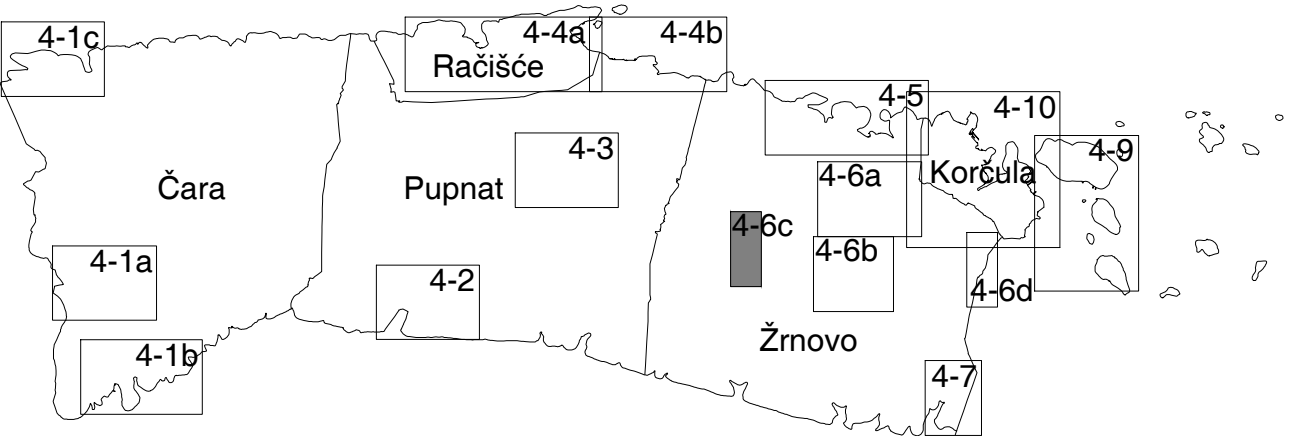 4-1c
4-4a
4-4b
Račišće
4-5
4-10
4-3
4-9
Čara
Pupnat
4-6a
Korčula
4-6c
4-6b
4-1a
4-2
4-6d
Žrnovo
4-1b
4-7